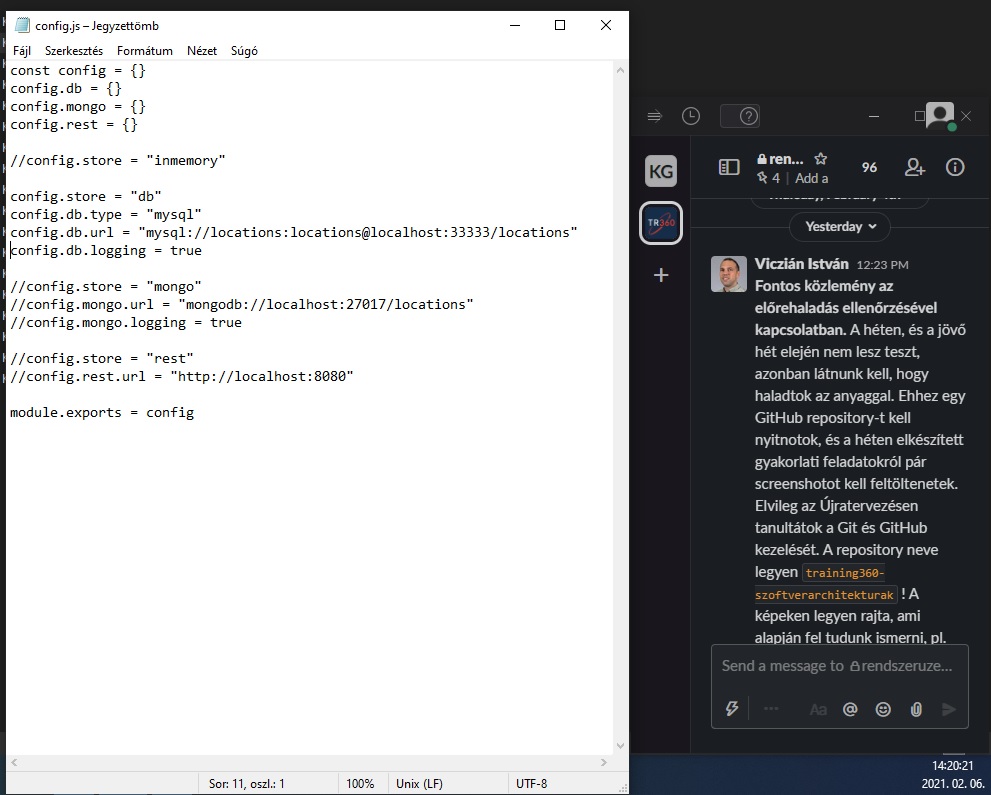 config.js – Jegyzettömb
Fájl Szerkesztés Formátum Nézet Súgó
const config = {}
config.db = {}
config.mongo = {}
config.rest = {}
//config.store = "inmemory"
config.store = "db"
config.db.type = "mysql"
config.db.url = "mysql://locations:locations@localhost:33333/locations"
config.db.logging = true
//config.store = "mongo"
//config.mongo.url = "mongodb://localhost:27017/locations"
//config.mongo.logging = true
//config.store = "rest"
//config.rest.url = "http://localhost:8080"
module.exports = config
Sor: 11, oszl.: 1 100% Unix (LF) UTF-8
KG
TR360
ren...
96
4 Add a
Yesterday
Viczián István 12:23 PM
Fontos közlemény az
előrehaladás ellenőrzésével
kapcsolatban. A héten, és a jövő
hét elején nem lesz teszt,
azonban látnunk kell, hogy
haladtok az anyaggal. Ehhez egy
GitHub repository-t kell
nyitnotok, és a héten elkészített
gyakorlati feladatokról pár
screenshotot kell feltöltenetek.
Elvileg az Újratervezésen
tanultátok a Git és GitHub
kezelését. A repository neve
legyen training360-
szoftverarchitekturak ! A
képeken legyen rajta, ami
alapján fel tudunk ismerni, pl.
Send a message to rendszeruze...
Aa
14:20:21
2021. 02. 06.